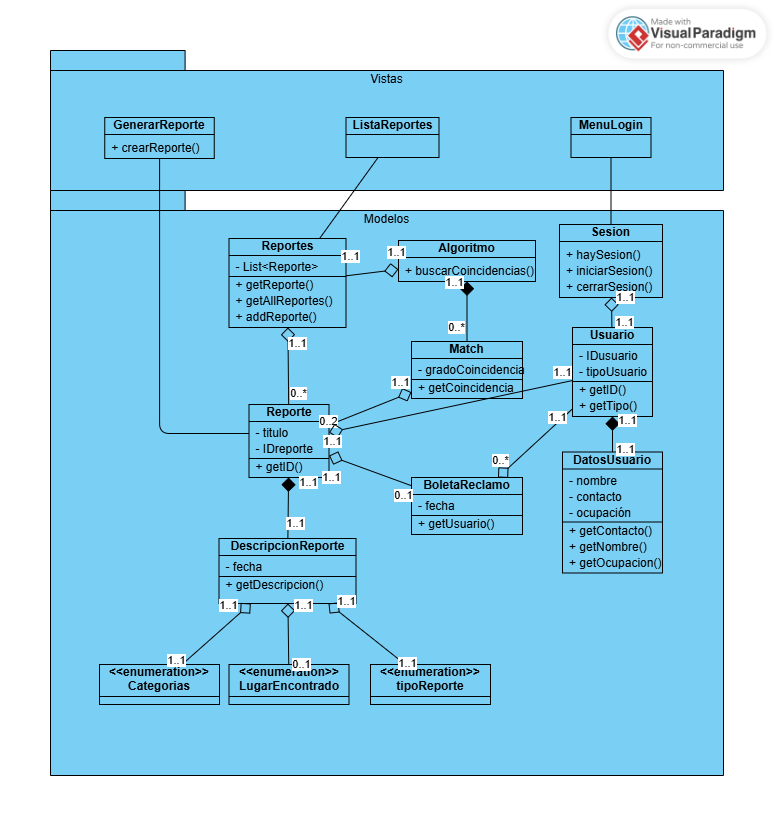 Made with
VisualParadigm
For non-commercial use
Vistas
GenerarReporte
+ crearReporte()
ListaReportes
MenuLogin
Modelos
Reportes
- List<Reporte>
+ getReporte()
+ getAllReportes()
+ addReporte()
1..1
1..1
Algoritmo
+ buscarCoincidencias()
1..1
Sesion
+ haySesion()
+ iniciarSesion()
+ cerrarSesion()
1..1
1..1
Usuario
- IDusuario
- tipoUsuario
+ getID()
+ getTipo()
0..*
Match
- gradoCoincidencia
+ getCoincidencia
1..1
1..1
0..*
1..1
1..1
Reporte
- titulo
- IDreporte
+ getID()
0..2
1..1
1..1
1..1
1..1
1..1
DatosUsuario
- nombre
- contacto
- ocupación
+ getContacto()
+ getNombre()
+ getOcupacion()
0..*
0..1
BoletaReclamo
- fecha
+ getUsuario()
1..1
DescripcionReporte
- fecha
+ getDescripcion()
1..1
1..1
1..1
1..1
0..1
1..1
<<enumeration>>
Categorias
<<enumeration>>
LugarEncontrado
<<enumeration>>
tipoReporte